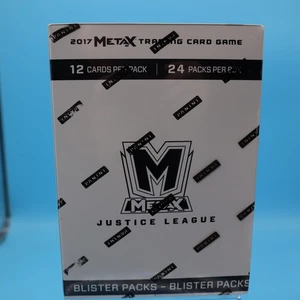 2017 METAX TRADING CARD GAME
12 CARDS PER PACK | 24 PACKS PER BOX
M
METAX
JUSTICE LEAGUE
PANINI
BLISTER PACKS - BLISTER PACKS